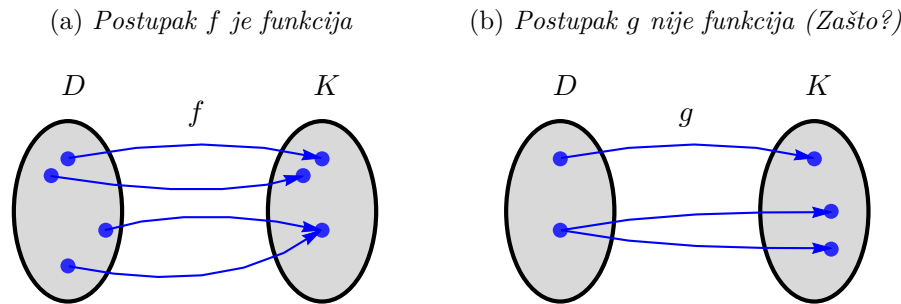 (a) Postupak f je funkcija
(b) Postupak g nije funkcija (Zašto?)
D
f
K
D
g
K